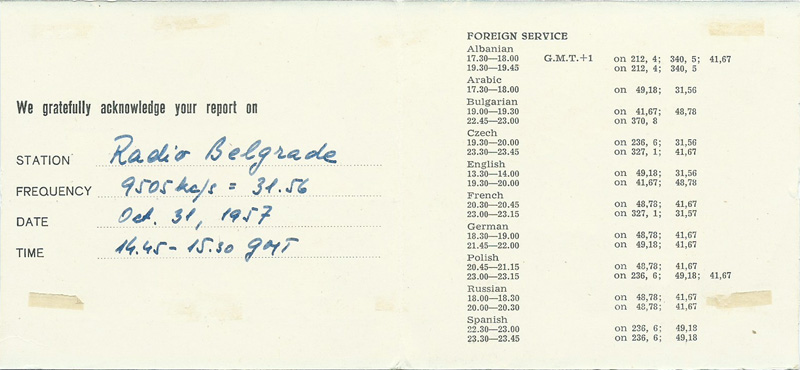 We gratefully acknowledge your report on
STATION Radio Belgrade
FREQUENCY 9505 kc/s = 31.56
DATE Oct. 31, 1957
TIME 14.45 - 15.30 GMT
FOREIGN SERVICE
Albanian
17.30—18.00 G.M.T.+1 on 212, 4; 340, 5; 41,67
19.30—19.45 on 212, 4; 340, 5
Arabic
17.30—18.00 on 49,18; 31,56
Bulgarian
19.00—19.30 on 41,67; 48,78
22.45—23.00 on 370, 8
Czech
19.30—20.00 on 236, 6; 31,56
23.30—23.45 on 327, 1; 41,67
English
13.30—14.00 on 49,18; 31,56
19.30—20.00 on 41,67; 48,78
French
20.30—20.45 on 48,78; 41,67
23.00—23.15 on 327, 1; 31,57
German
18.30—19.00 on 48,78; 41,67
21.45—22.00 on 49,18; 41,67
Polish
20.45—21.15 on 48,78; 41,67
23.00—23.15 on 236, 6; 49,18; 41,67
Russian
18.00—18.30 on 48,78; 41,67
20.00—20.30 on 48,78; 41,67
Spanish
22.30—23.00 on 236, 6; 49,18
23.30—23.45 on 236, 6; 49,18